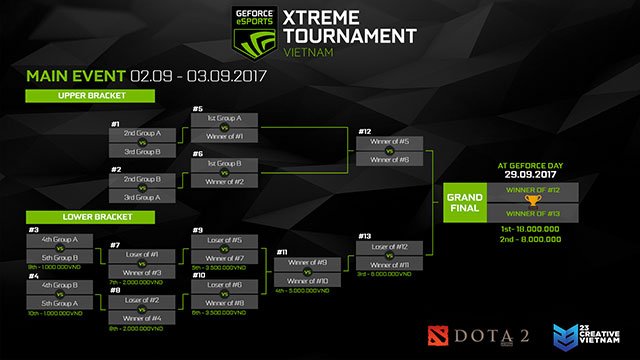 GEFORCE
eSPORTS
XTREME
TOURNAMENT
VIETNAM
MAIN EVENT 02.09 - 03.09.2017
UPPER BRACKET
#1
2nd Group A
VS
3rd Group B
#2
2nd Group B
VS
3rd Group A
#5
1st Group A
VS
Winner of #1
#6
1st Group B
VS
Winner of #2
#12
Winner of #5
VS
Winner of #6
AT GEFORCE DAY
29.09.2017
GRAND
FINAL
WINNER OF #12
WINNER OF #13
1st- 18.000.000
2nd - 8.000.000
LOWER BRACKET
#3
4th Group A
VS
5th Group B
9th - 1.000.000VND
#4
4th Group B
VS
5th Group A
10th - 1.000.000VND
#7
Loser of #1
VS
Winner of #3
7th - 2.000.000VND
#8
Loser of #2
VS
Winner of #4
8th - 2.000.000VND
#9
Loser of #5
VS
Winner of #7
5th - 3.500.000VND
#10
Loser of #6
VS
Winner of #8
6th - 3.500.000VND
#11
Winner of #9
VS
Winner of #10
4th - 5.000.000VND
#13
Loser of #12
VS
Winner of #11
3rd - 6.000.000VND
DOTA 2
23
CREATIVE
VIETNAM